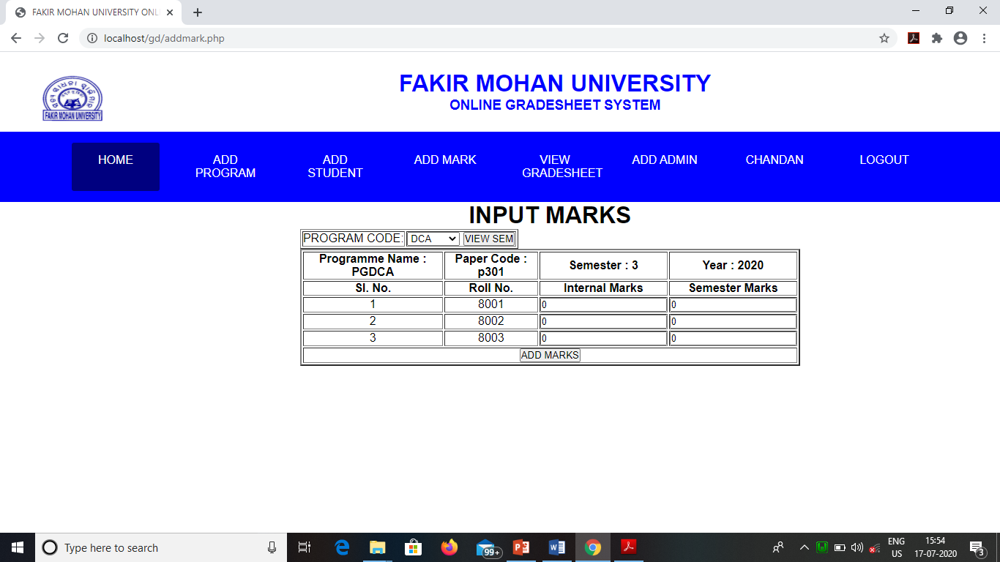 FAKIR MOHAN UNIVERSITY ONLI
localhost/gd/addmark.php
FAKIR MOHAN UNIVERSITY
FAKIR MOHAN UNIVERSITY
ONLINE GRADESHEET SYSTEM
HOME
ADD PROGRAM
ADD STUDENT
ADD MARK
VIEW GRADESHEET
ADD ADMIN
CHANDAN
LOGOUT
INPUT MARKS
PROGRAM CODE: DCA VIEW SEM
Programme Name : PGDCA
Paper Code : p301
Semester : 3
Year : 2020
Sl. No. Roll No. Internal Marks Semester Marks
1 8001 0 0
2 8002 0 0
3 8003 0 0
ADD MARKS
Type here to search
99+
ENG US
15:54
17-07-2020
3